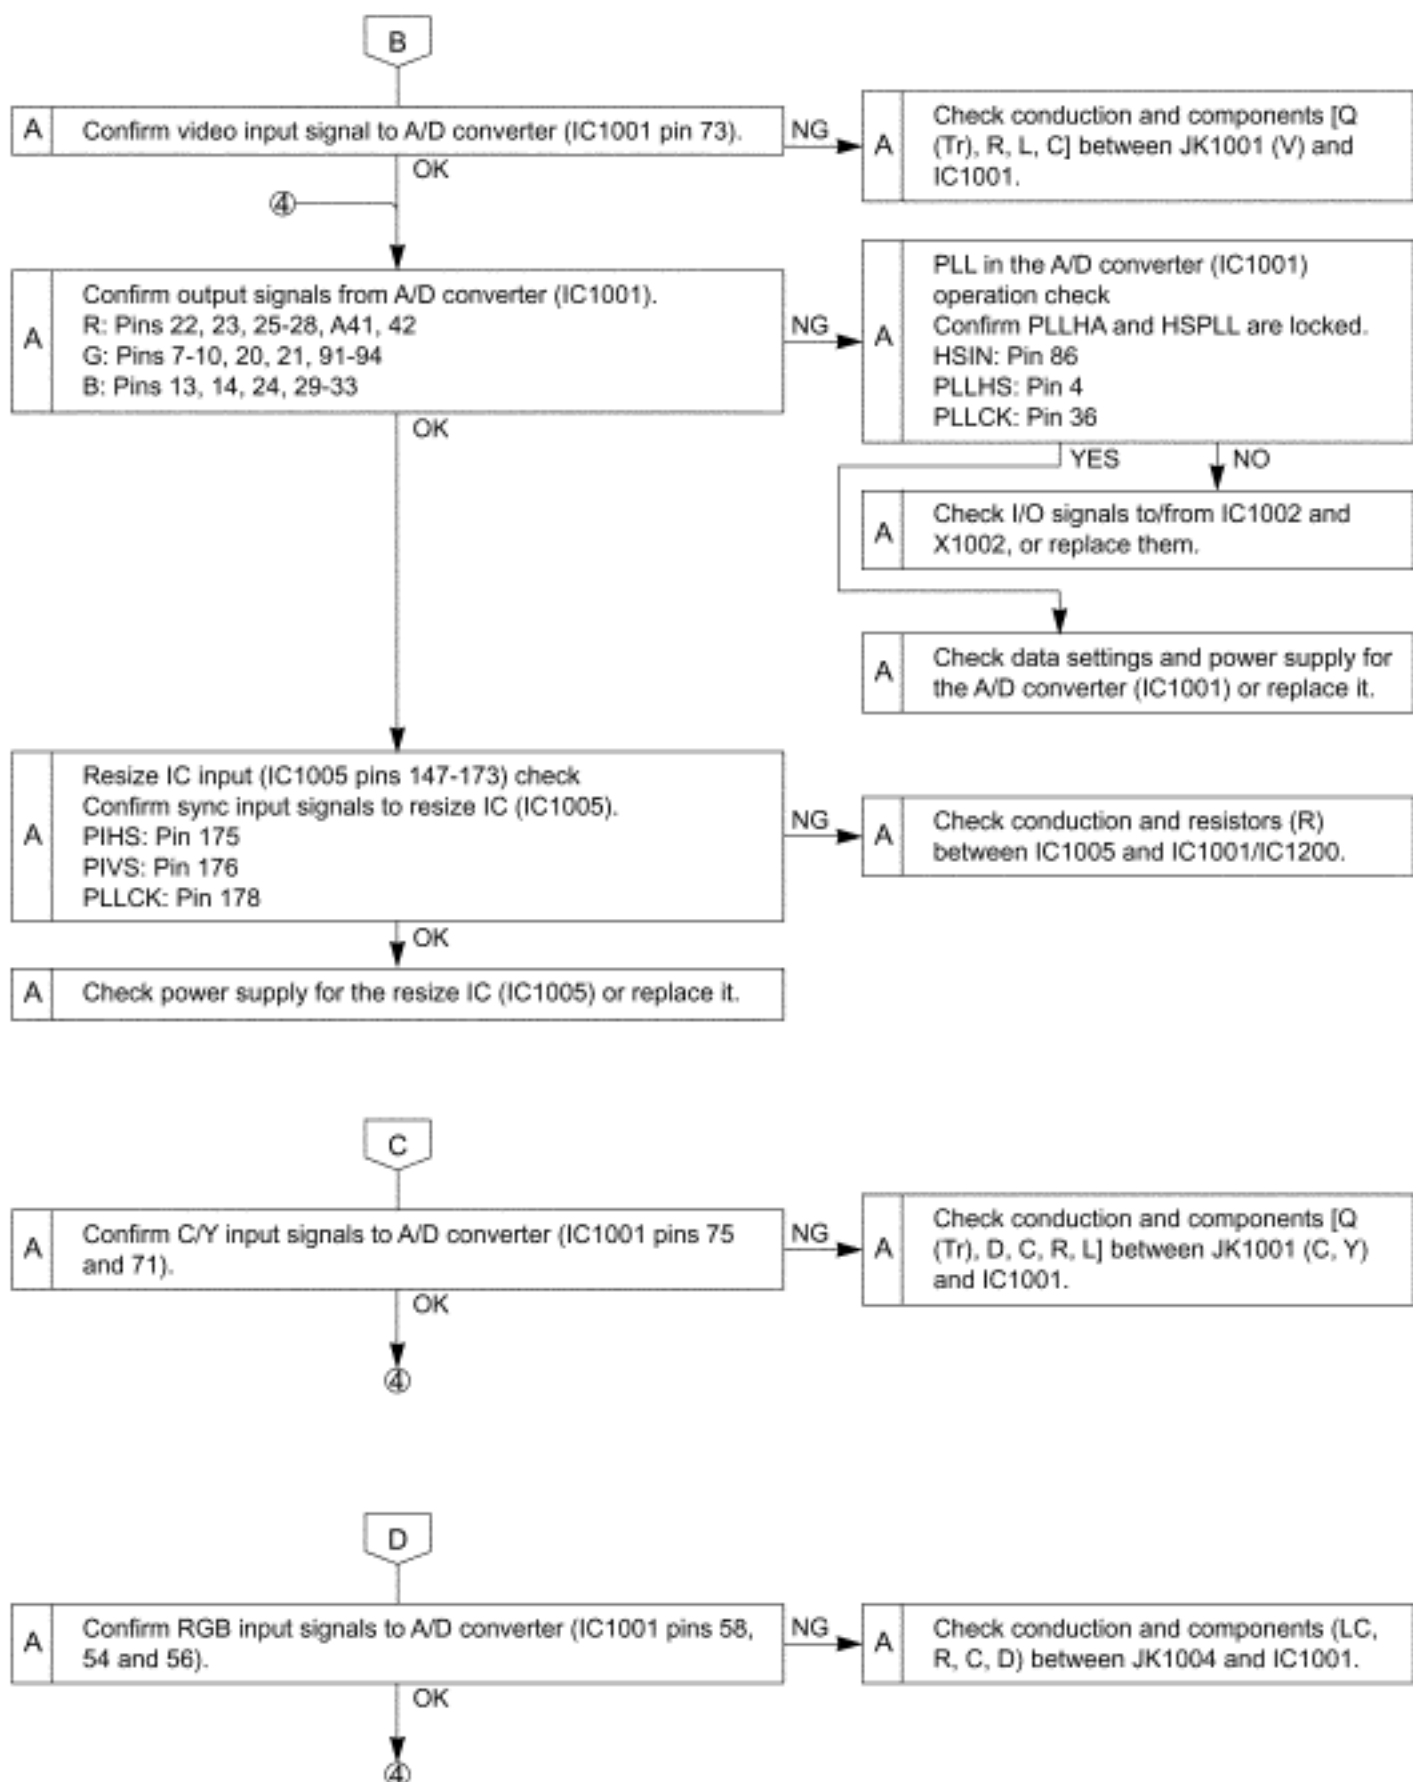 B
A
Confirm video input signal to A/D converter (IC1001 pin 73).
NG
A
Check conduction and components [Q
(Tr), R, L, C] between JK1001 (V) and
IC1001.
OK
④
A
Confirm output signals from A/D converter (IC1001).
R: Pins 22, 23, 25-28, A41, 42
G: Pins 7-10, 20, 21, 91-94
B: Pins 13, 14, 24, 29-33
NG
A
PLL in the A/D converter (IC1001)
operation check
Confirm PLLHA and HSPLL are locked.
HSIN: Pin 86
PLLHS: Pin 4
PLLCK: Pin 36
OK
YES
NO
A
Check I/O signals to/from IC1002 and
X1002, or replace them.
A
Check data settings and power supply for
the A/D converter (IC1001) or replace it.
A
Resize IC input (IC1005 pins 147-173) check
Confirm sync input signals to resize IC (IC1005).
PIHS: Pin 175
PIVS: Pin 176
PLLCK: Pin 178
NG
A
Check conduction and resistors (R)
between IC1005 and IC1001/IC1200.
OK
A
Check power supply for the resize IC (IC1005) or replace it.
C
A
Confirm C/Y input signals to A/D converter (IC1001 pins 75
and 71).
NG
A
Check conduction and components [Q
(Tr), D, C, R, L] between JK1001 (C, Y)
and IC1001.
OK
④
D
A
Confirm RGB input signals to A/D converter (IC1001 pins 58,
54 and 56).
NG
A
Check conduction and components (LC,
R, C, D) between JK1004 and IC1001.
OK
④